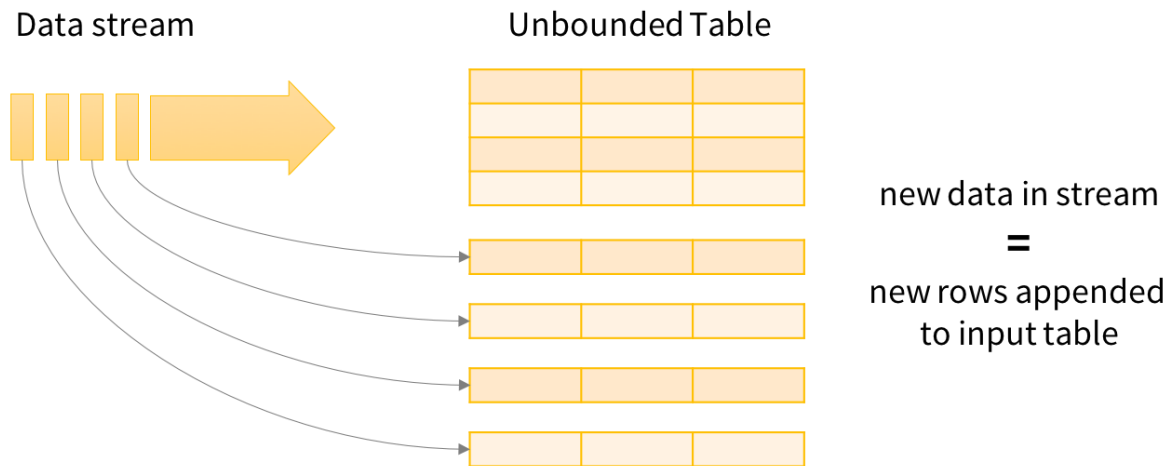 Data stream
Unbounded Table
new data in stream
=
new rows appended
to input table